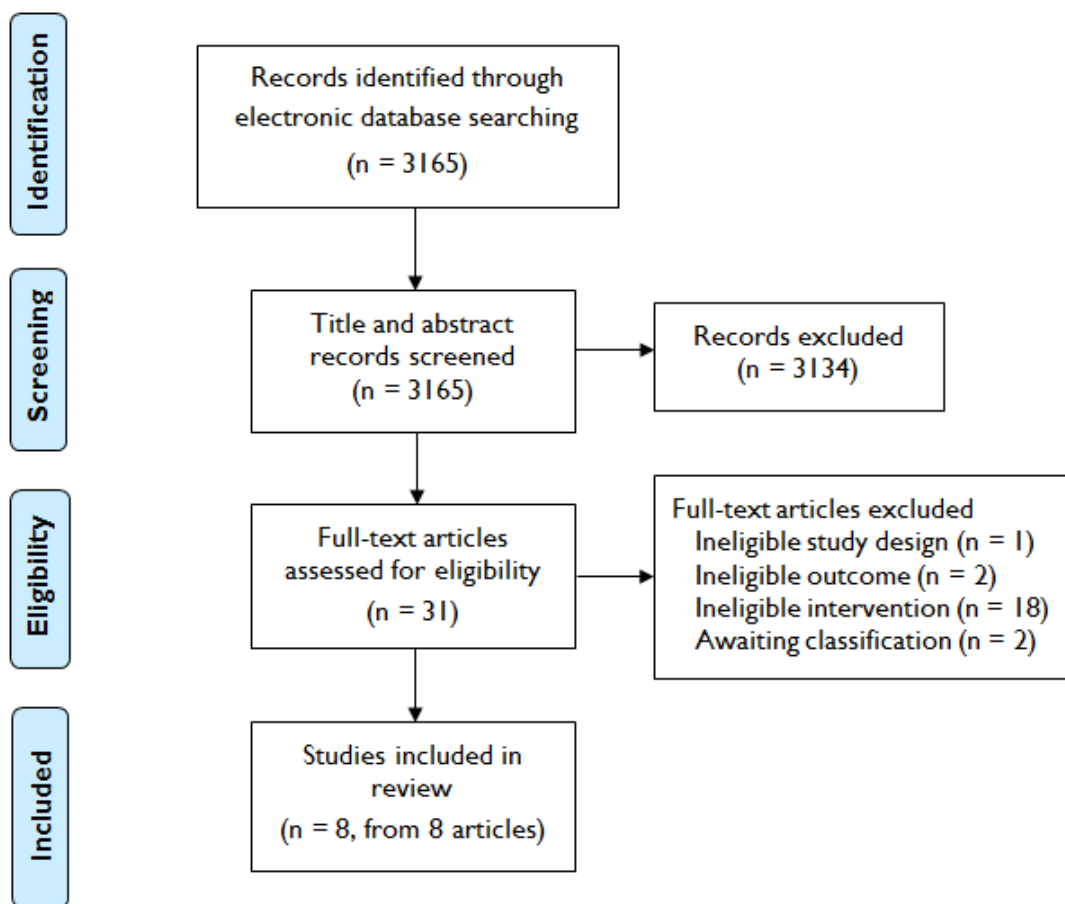 Identification
Records identified through
electronic database searching
(n = 3165)
Screening
Title and abstract
records screened
(n = 3165)
Records excluded
(n = 3134)
Eligibility
Full-text articles
assessed for eligibility
(n = 31)
Full-text articles excluded
Ineligible study design (n = 1)
Ineligible outcome (n = 2)
Ineligible intervention (n = 18)
Awaiting classification (n = 2)
Included
Studies included in
review
(n = 8, from 8 articles)